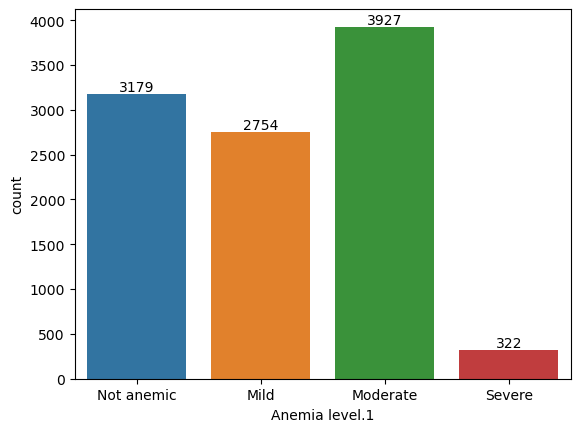 4000
3500
3000
2500
2000
1500
1000
500
0
count
3179
2754
3927
322
Not anemic
Mild
Moderate
Severe
Anemia level.1